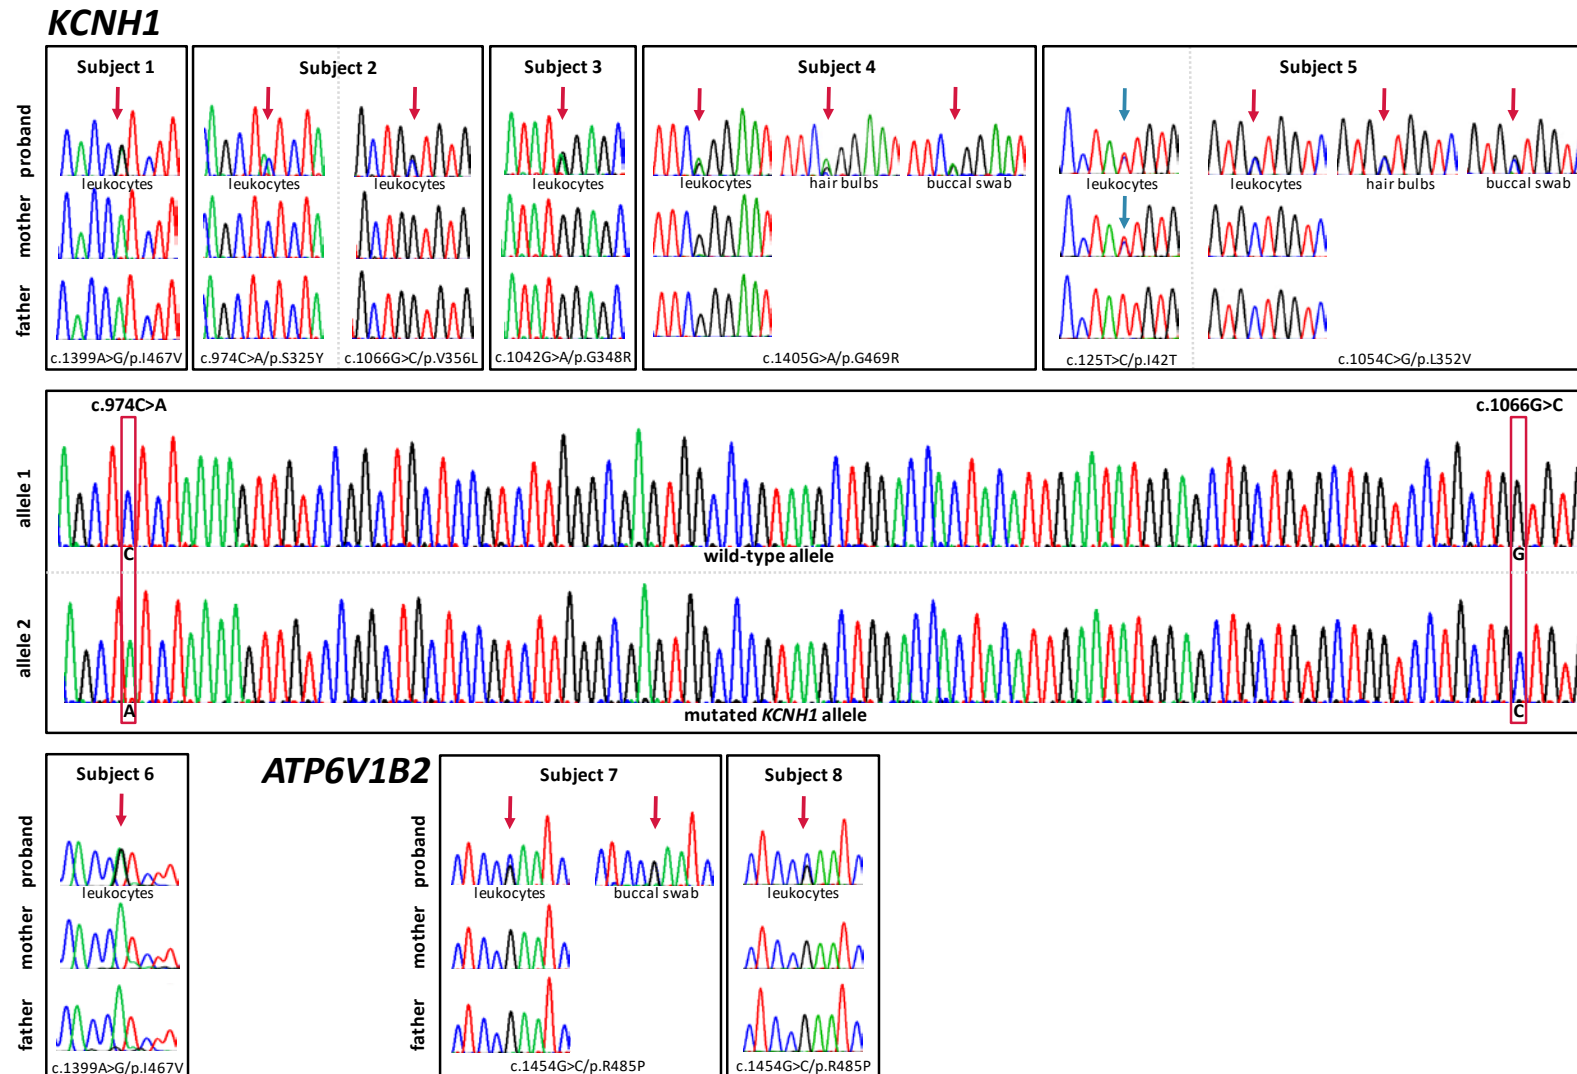 KCNH1
Subject 1
Subject 2
Subject 3
Subject 4
Subject 5
proband
leukocytes
leukocytes
leukocytes
leukocytes
leukocytes
hair bulbs
buccal swab
leukocytes
leukocytes
hair bulbs
buccal swab
mother
father
c.1399A>G/p.I467V
c.974C>A/p.S325Y
c.1066G>C/p.V356L
c.1042G>A/p.G348R
c.1405G>A/p.G469R
c.125T>C/p.I42T
c.1054C>G/p.L352V
c.974C>A
c.1066G>C
allele 1
C
wild-type allele
G
allele 2
A
mutated KCNH1 allele
C
Subject 6
ATP6V1B2
Subject 7
Subject 8
proband
leukocytes
proband
leukocytes
buccal swab
leukocytes
mother
mother
father
father
c.1399A>G/p.I467V
c.1454G>C/p.R485P
c.1454G>C/p.R485P